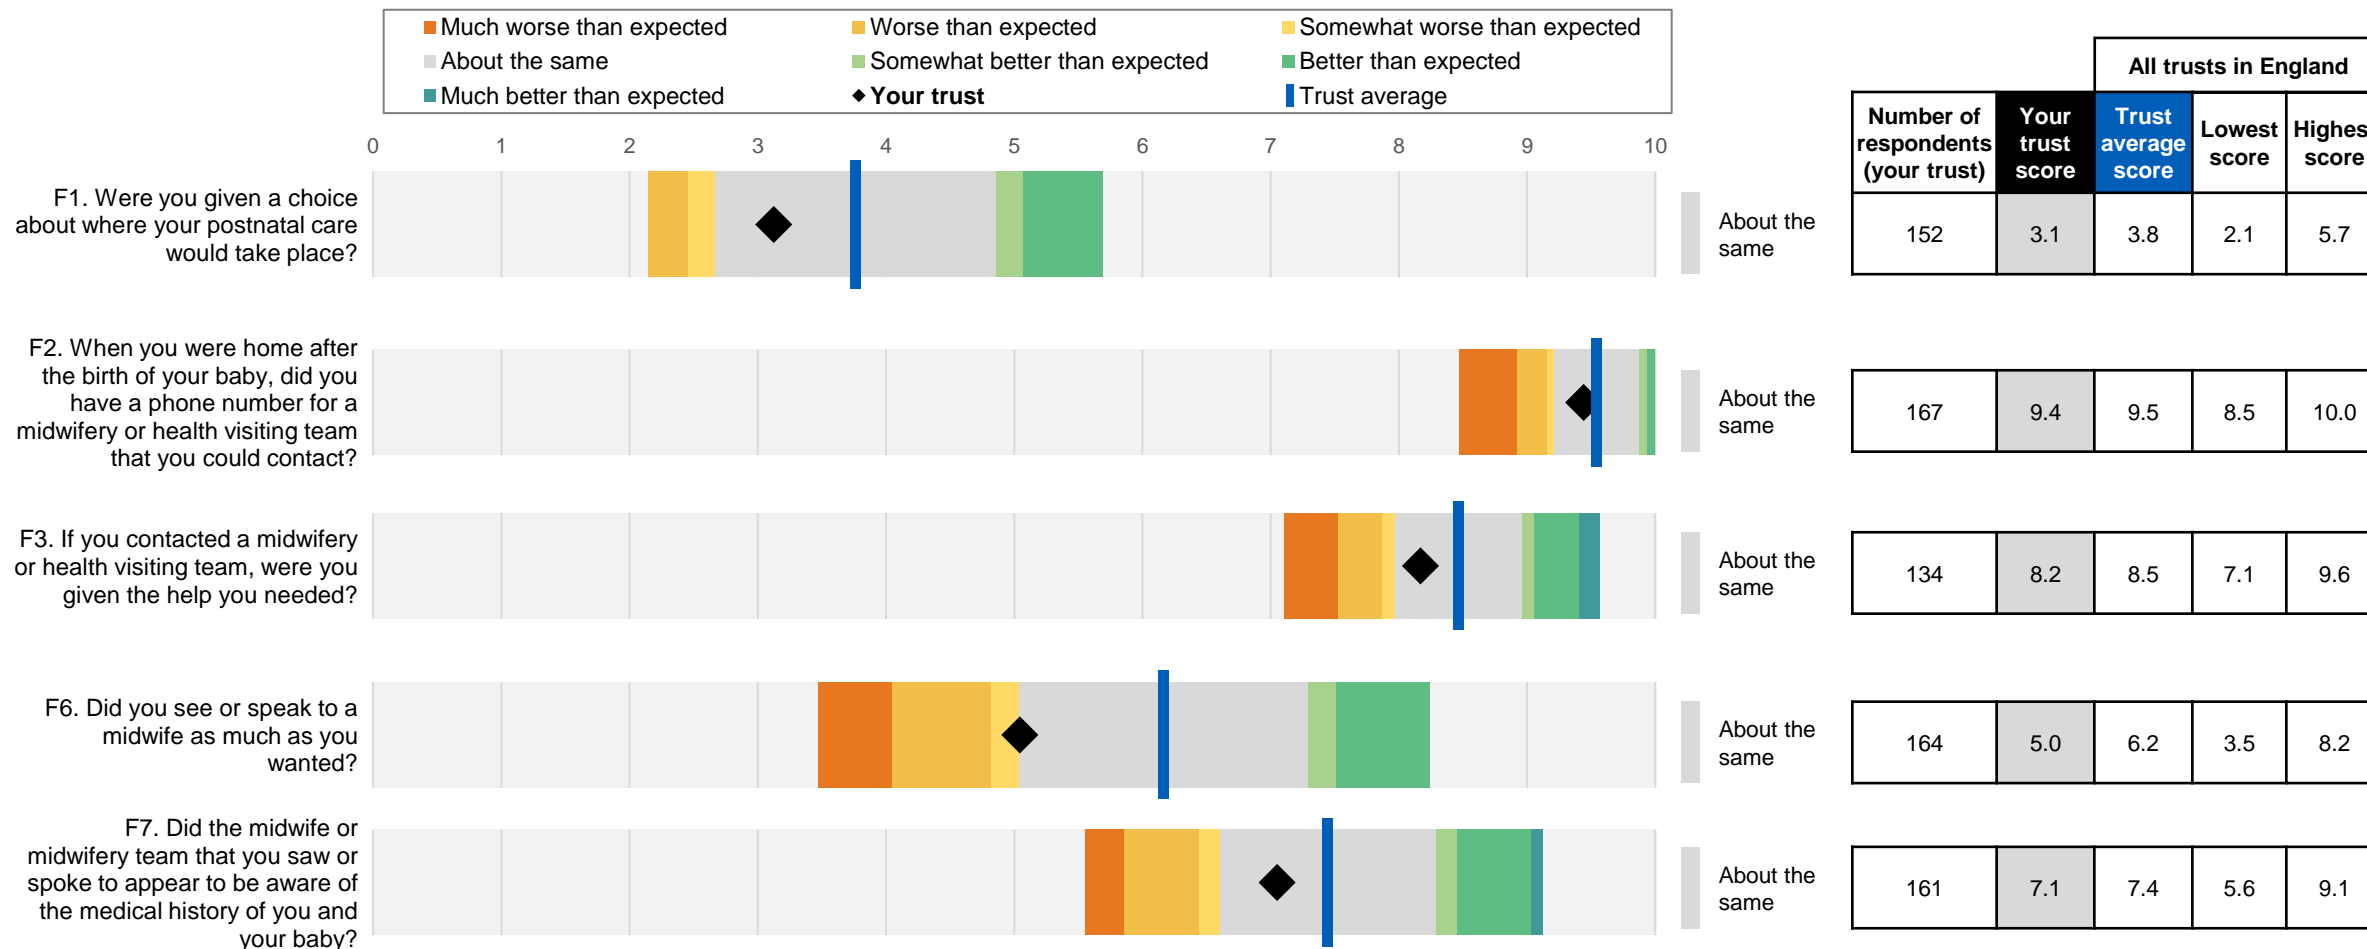 Much worse than expected
Worse than expected
Somewhat worse than expected
About the same
Somewhat better than expected
Better than expected
Much better than expected
Your trust
Trust average
All trusts in England
Number of
respondents
(your trust)
Your
trust
score
Trust
average
score
Lowest
score
Highes
score
0 1 2 3 4 5 6 7 8 9 10
F1. Were you given a choice
about where your postnatal care
would take place?
About the
same
152 3.1 3.8 2.1 5.7
F2. When you were home after
the birth of your baby, did you
have a phone number for a
midwifery or health visiting team
that you could contact?
About the
same
167 9.4 9.5 8.5 10.0
F3. If you contacted a midwifery
or health visiting team, were you
given the help you needed?
About the
same
134 8.2 8.5 7.1 9.6
F6. Did you see or speak to a
midwife as much as you
wanted?
About the
same
164 5.0 6.2 3.5 8.2
F7. Did the midwife or
midwifery team that you saw or
spoke to appear to be aware of
the medical history of you and
your baby?
About the
same
161 7.1 7.4 5.6 9.1